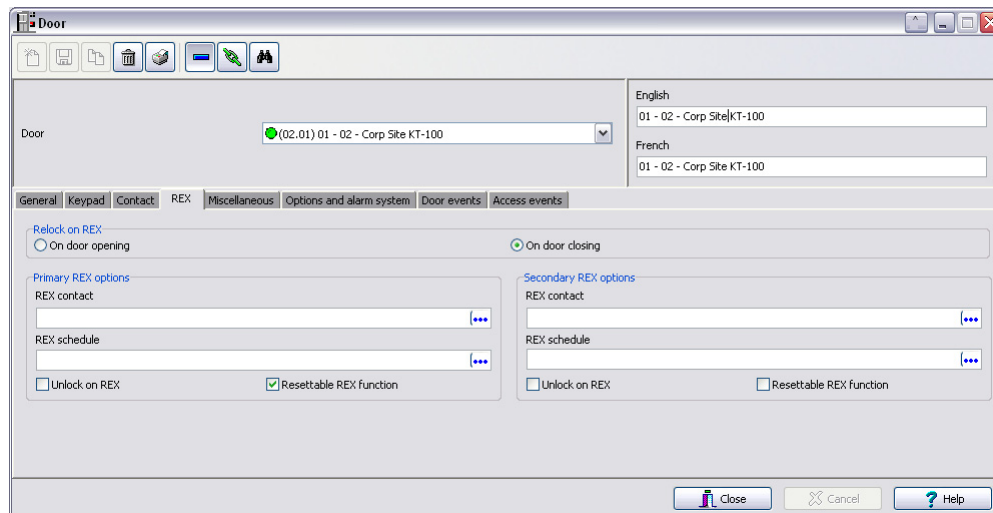 Door
English
01 - 02 - Corp Site KT-100
Door
(02.01) 01 - 02 - Corp Site KT-100
French
01 - 02 - Corp Site KT-100
General Keypad Contact REX Miscellaneous Options and alarm system Door events Access events
Relock on REX
On door opening On door closing
Primary REX options Secondary REX options
REX contact REX contact
REX schedule REX schedule
Unlock on REX Resettable REX function Unlock on REX Resettable REX function
Close Cancel ? Help